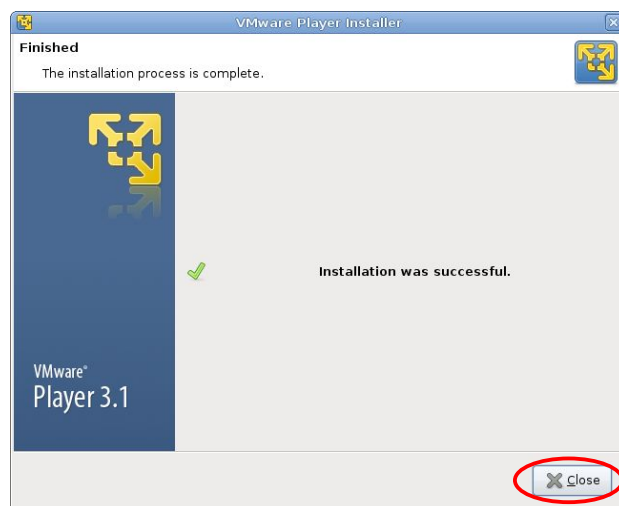 VMware Player Installer
Finished
The installation process is complete.
Installation was successful.
VMware®
Player 3.1
Close